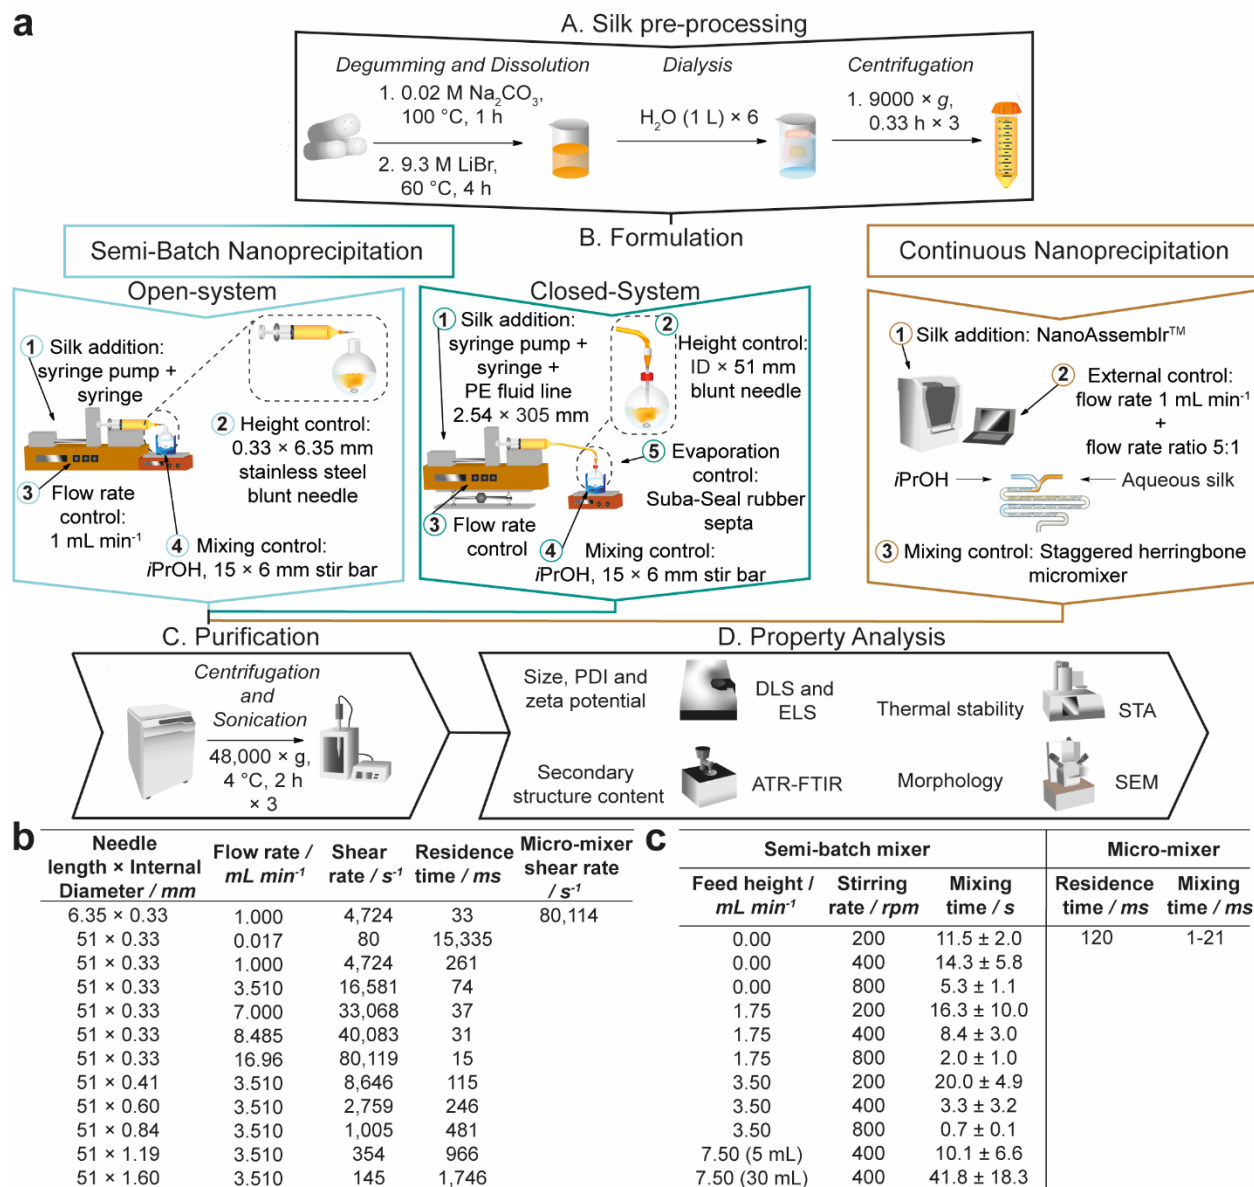 a
A. Silk pre-processing
Degumming and Dissolution
1. 0.02 M Na₂CO₃,
100 °C, 1 h
2. 9.3 M LiBr,
60 °C, 4 h
Dialysis
H₂O (1 L) × 6
Centrifugation
1. 9000 × g,
0.33 h × 3
B. Formulation
Semi-Batch Nanoprecipitation
Continuous Nanoprecipitation
Open-system
1 Silk addition:
syringe pump +
syringe
2 Height control:
0.33 × 6.35 mm
stainless steel
blunt needle
3 Flow rate
control:
1 mL min⁻¹
4 Mixing control:
iPrOH, 15 × 6 mm stir bar
Closed-System
1 Silk addition:
syringe pump +
syringe +
PE fluid line
2.54 × 305 mm
2
Height control:
ID × 51 mm
blunt needle
5 Evaporation
control:
Suba-Seal rubber
septa
3 Flow rate
control
4 Mixing control:
iPrOH, 15 × 6 mm stir bar
1 Silk addition: NanoAssemblr™
2 External control:
flow rate 1 mL min⁻¹
+
flow rate ratio 5:1
iPrOH
Aqueous silk
3 Mixing control: Staggered herringbone
micromixer
C. Purification
Centrifugation
and
Sonication
48,000 × g,
4 °C, 2 h
× 3
D. Property Analysis
Size, PDI and
zeta potential
DLS and
ELS
Thermal stability
STA
Secondary
structure content
ATR-FTIR
Morphology
SEM
b
Needle
length × Internal
Diameter / mm
Flow rate /
mL min⁻¹
Shear
rate / s⁻¹
Residence
time / ms
Micro-mixer
shear rate
/ s⁻¹
6.35 × 0.33 1.000 4,724 33 80,114
51 × 0.33 0.017 80 15,335
51 × 0.33 1.000 4,724 261
51 × 0.33 3.510 16,581 74
51 × 0.33 7.000 33,068 37
51 × 0.33 8.485 40,083 31
51 × 0.33 16.96 80,119 15
51 × 0.41 3.510 8,646 115
51 × 0.60 3.510 2,759 246
51 × 0.84 3.510 1,005 481
51 × 1.19 3.510 354 966
51 × 1.60 3.510 145 1,746
c
Semi-batch mixer
Micro-mixer
Feed height /
mL min⁻¹
Stirring
rate / rpm
Mixing
time / s
Residence
time / ms
Mixing
time / ms
0.00 200 11.5 ± 2.0 120 1-21
0.00 400 14.3 ± 5.8
0.00 800 5.3 ± 1.1
1.75 200 16.3 ± 10.0
1.75 400 8.4 ± 3.0
1.75 800 2.0 ± 1.0
3.50 200 20.0 ± 4.9
3.50 400 3.3 ± 3.2
3.50 800 0.7 ± 0.1
7.50 (5 mL) 400 10.1 ± 6.6
7.50 (30 mL) 400 41.8 ± 18.3